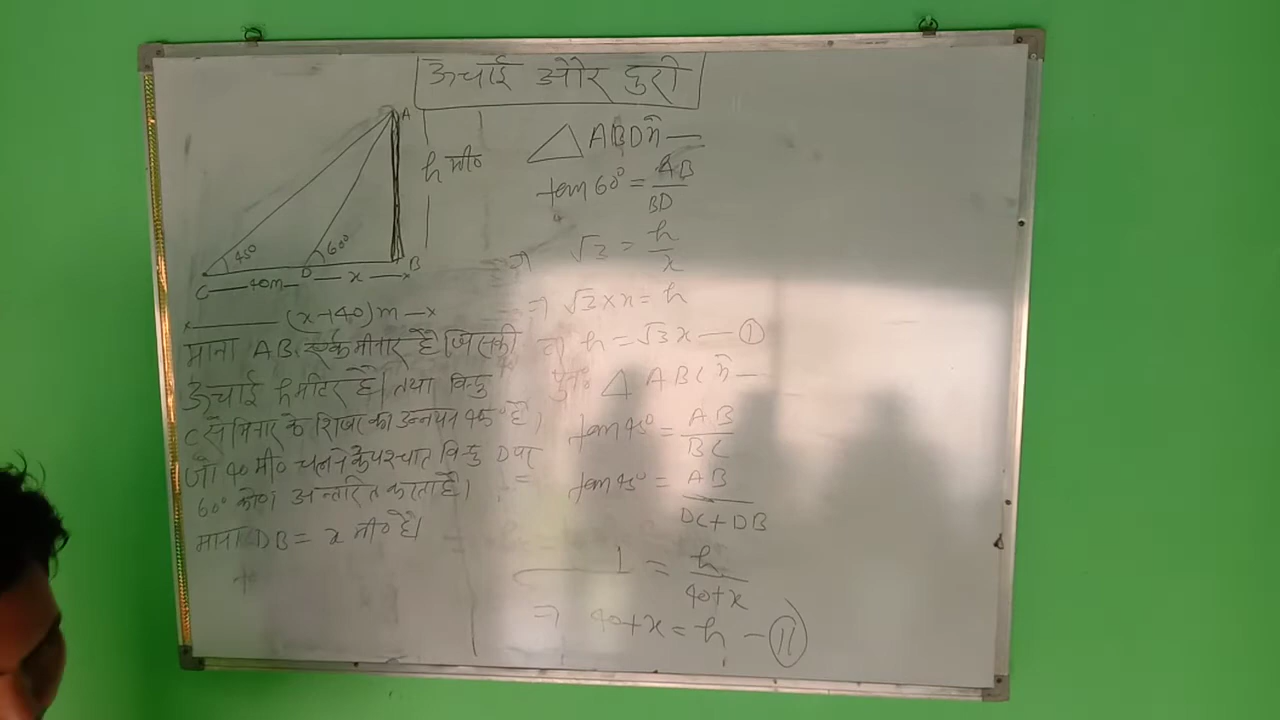 ऊचाई और दुरी
A
h मी०
45°
60°
C 40m D x B
(x+40)m
माना AB एक मीनार है जिसकी
ऊचाई h मीटर है। तथा विन्दु
C से मिनार के शिखर का उन्नयन 45° है।
जो 40 मी० चलने के पश्चात विन्दु D पर
60° कोण अन्तरित करता है।
माना DB = x मी० है।
△ ABD में —
tan 60° = AB/BD
⇒ √3 = h/x
⇒ √3 × x = h
या h = √3x — ①
पुनः △ ABC में —
tan 45° = AB/BC
tan 45° = AB/DC+DB
1 = h/40+x
⇒ 40+x = h — ⑪